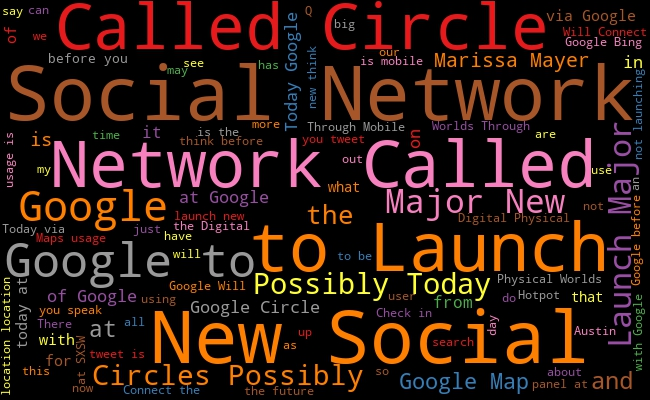 say can
Called Circle
via Google
of
we
Today Google
Q
big
our
Will Connect
Google Bing
before you
may
see
has
new think
is mobile
Marissa Mayer
in
Social Network
not launching
more
Through Mobile
on
Worlds Through
are
usage is
is
time
it
is the
think before
you tweet
my
Network Called
out
use
what
Launch Major
an
Google
at Google
Major New
not
launch new
the
Digital Physical
Today via
Maps usage
just
the Digital
have
Google to
will
to Launch
to be
Google before
Possibly Today
Physical Worlds
location location
today at
of Google
using
Google Will
Google Circle
user
from
do
Hotpot
that
you speak
There
all
at
New Social
Check in
day
Austin
with Google
with
as
up
search
tweet is
at SXSW
for
this
now
Circles Possibly
so
Connect the
the future
Google Map
about
panel at
and